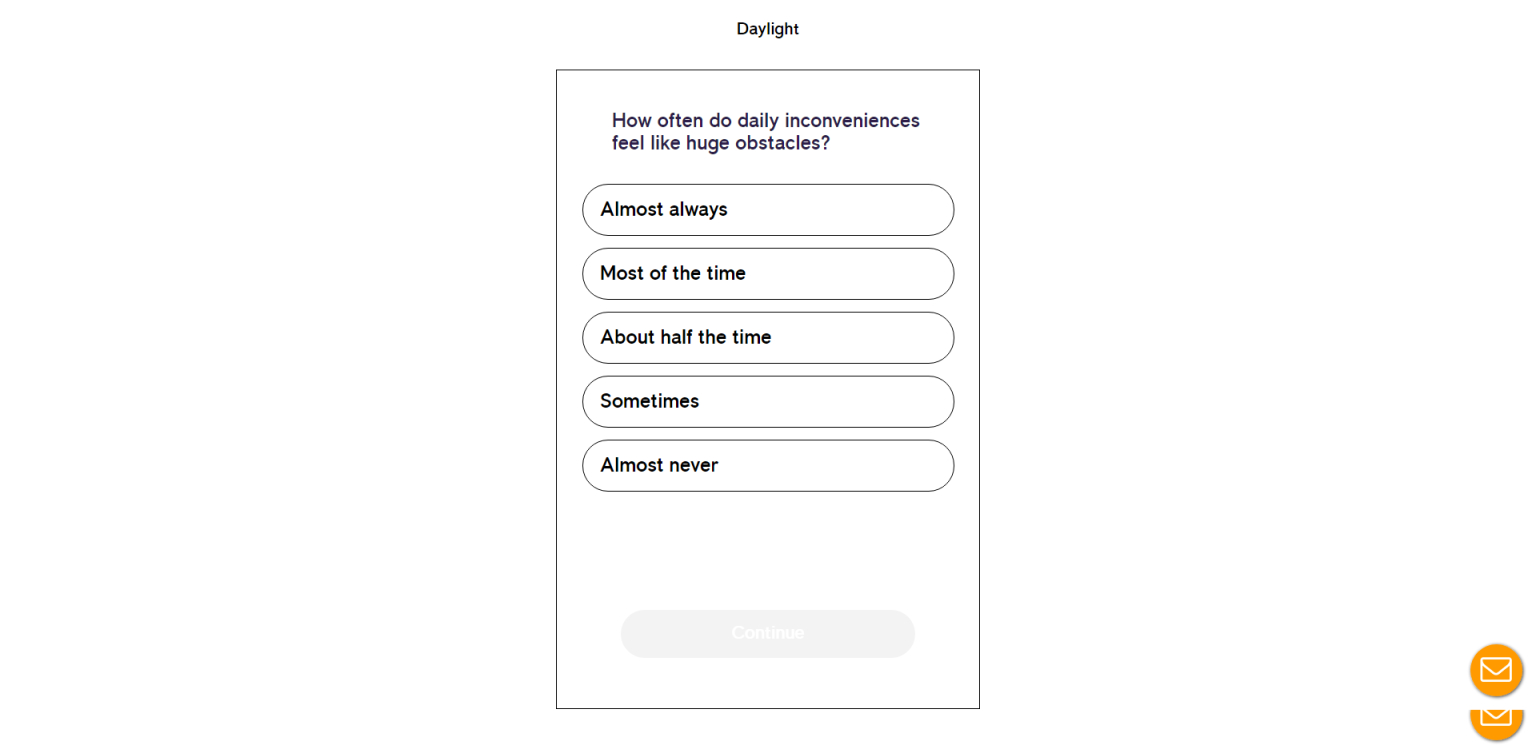 Daylight
How often do daily inconveniences
feel like huge obstacles?
Almost always
Most of the time
About half the time
Sometimes
Almost never
Continue